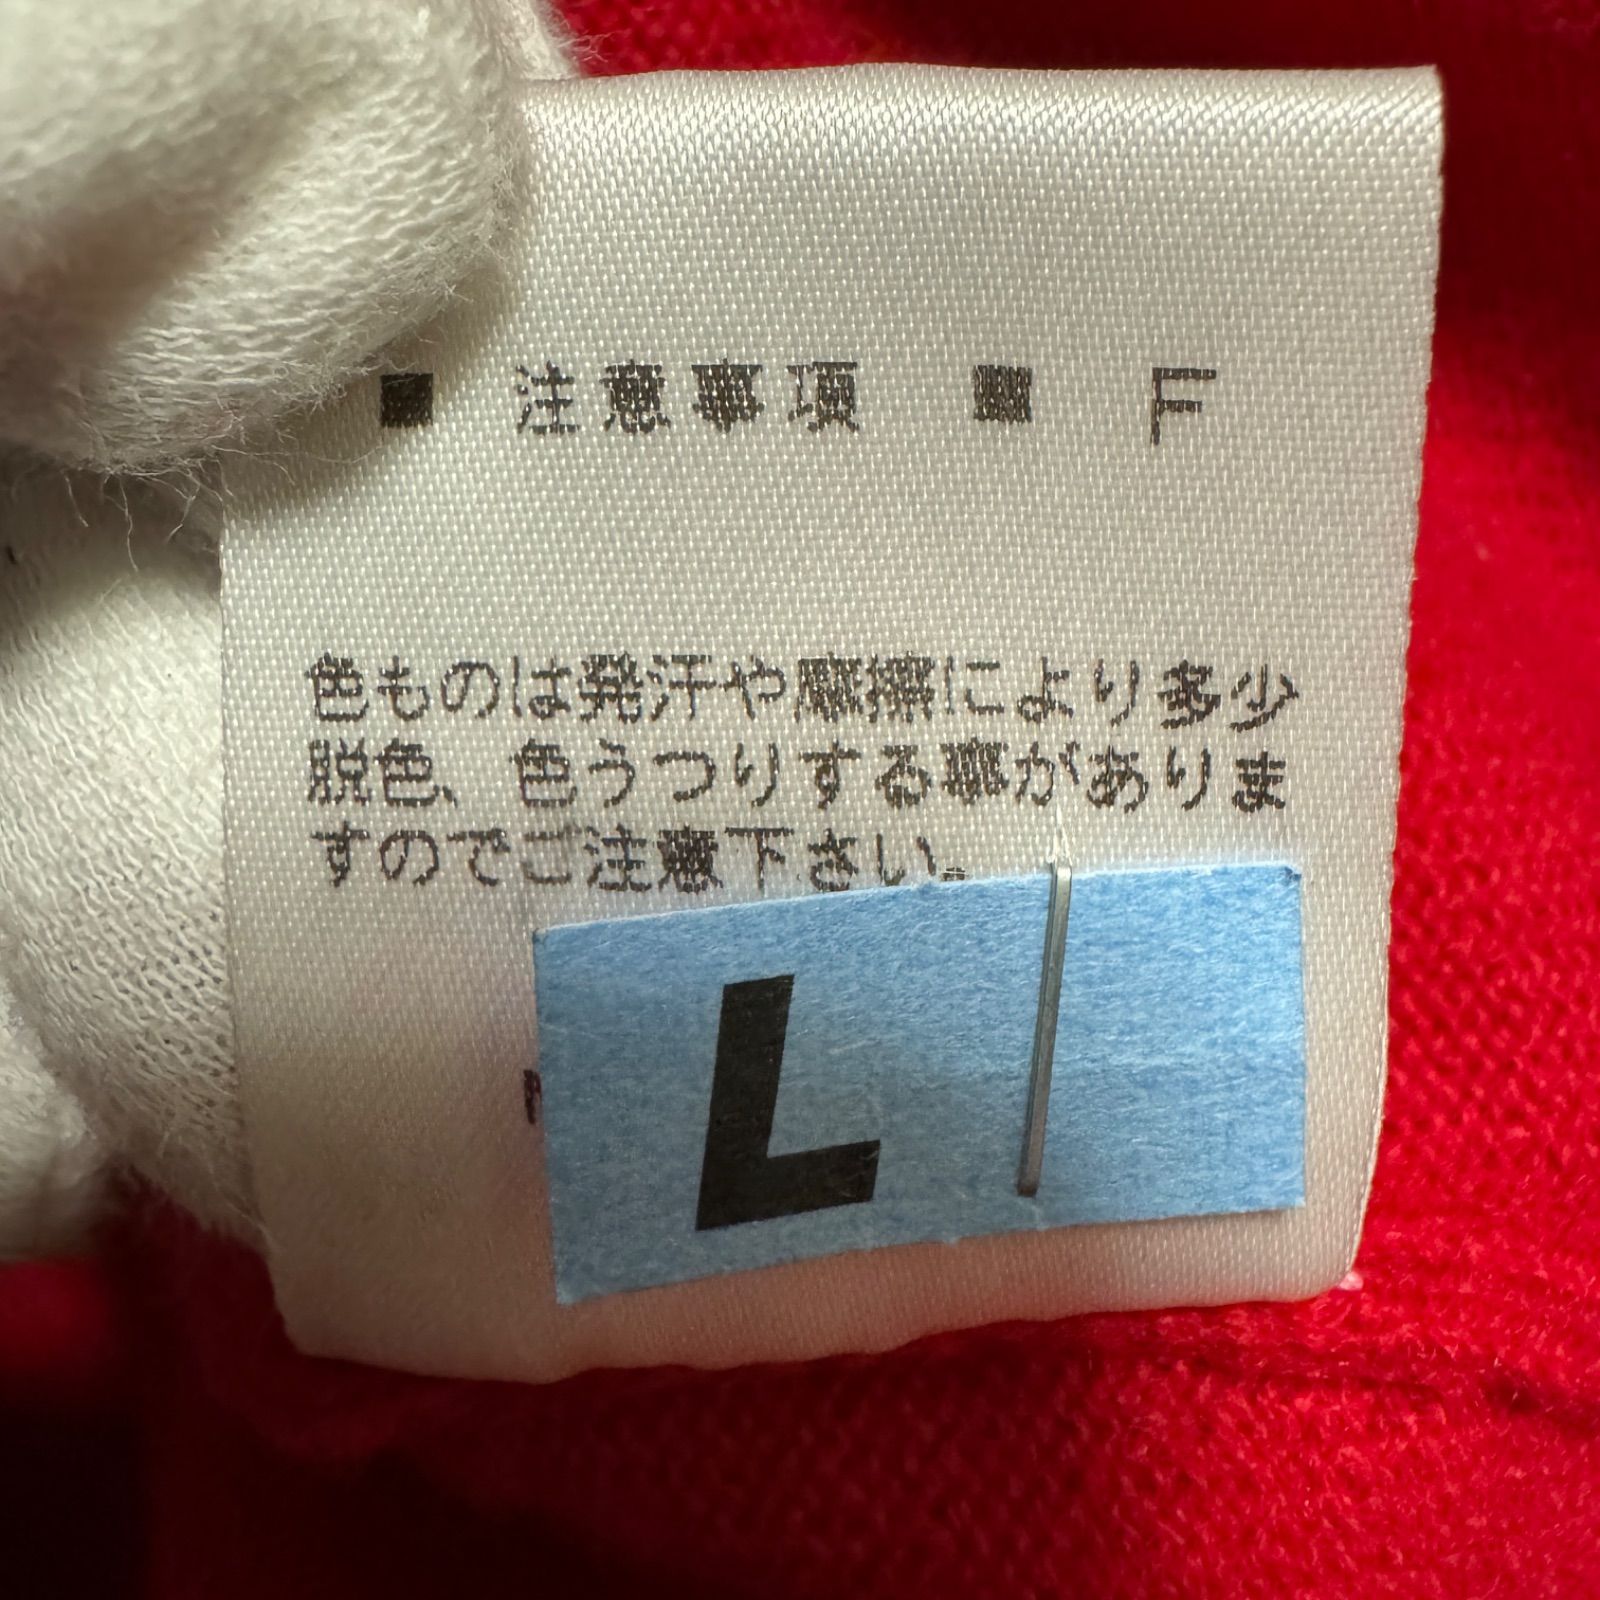 ■ 注意事項 ■ F
色ものは発汗や摩擦により多少
脱色、色うつりする事がありま
すのでご注意下さい。
L